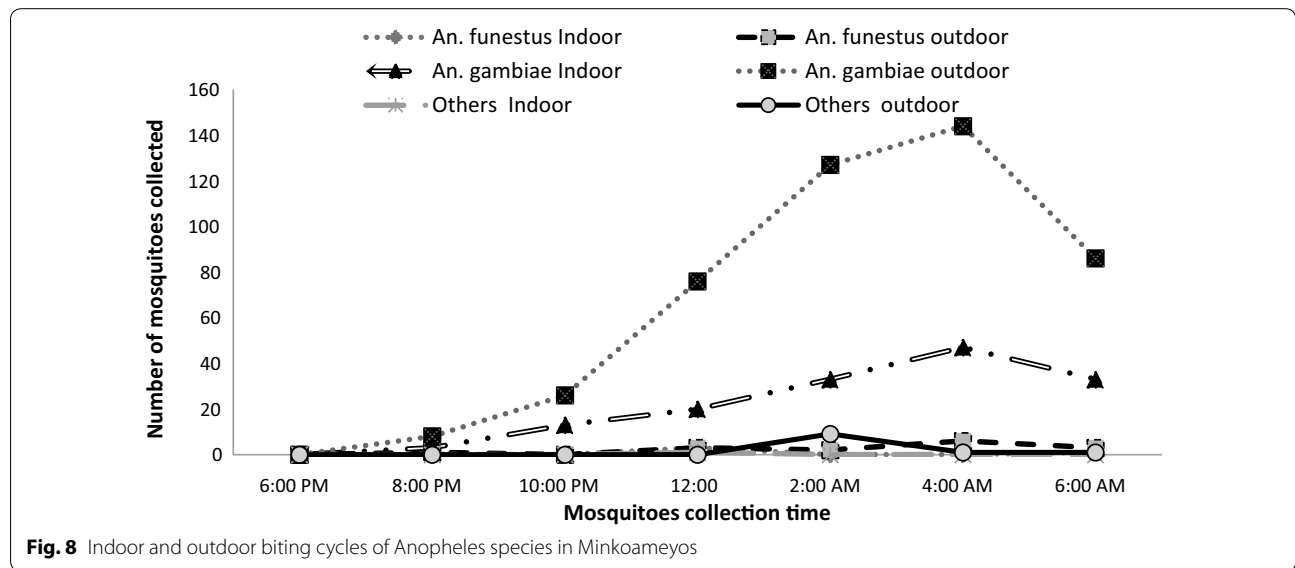 An. funestus Indoor An. funestus outdoor
An. gambiae Indoor An. gambiae outdoor
Others Indoor Others outdoor
160
140
120
100
80
60
40
20
0
Number of mosquitoes collected
6:00 PM 8:00 PM 10:00 PM 12:00 2:00 AM 4:00 AM 6:00 AM
Mosquitoes collection time
Fig. 8 Indoor and outdoor biting cycles of Anopheles species in Minkoameyos